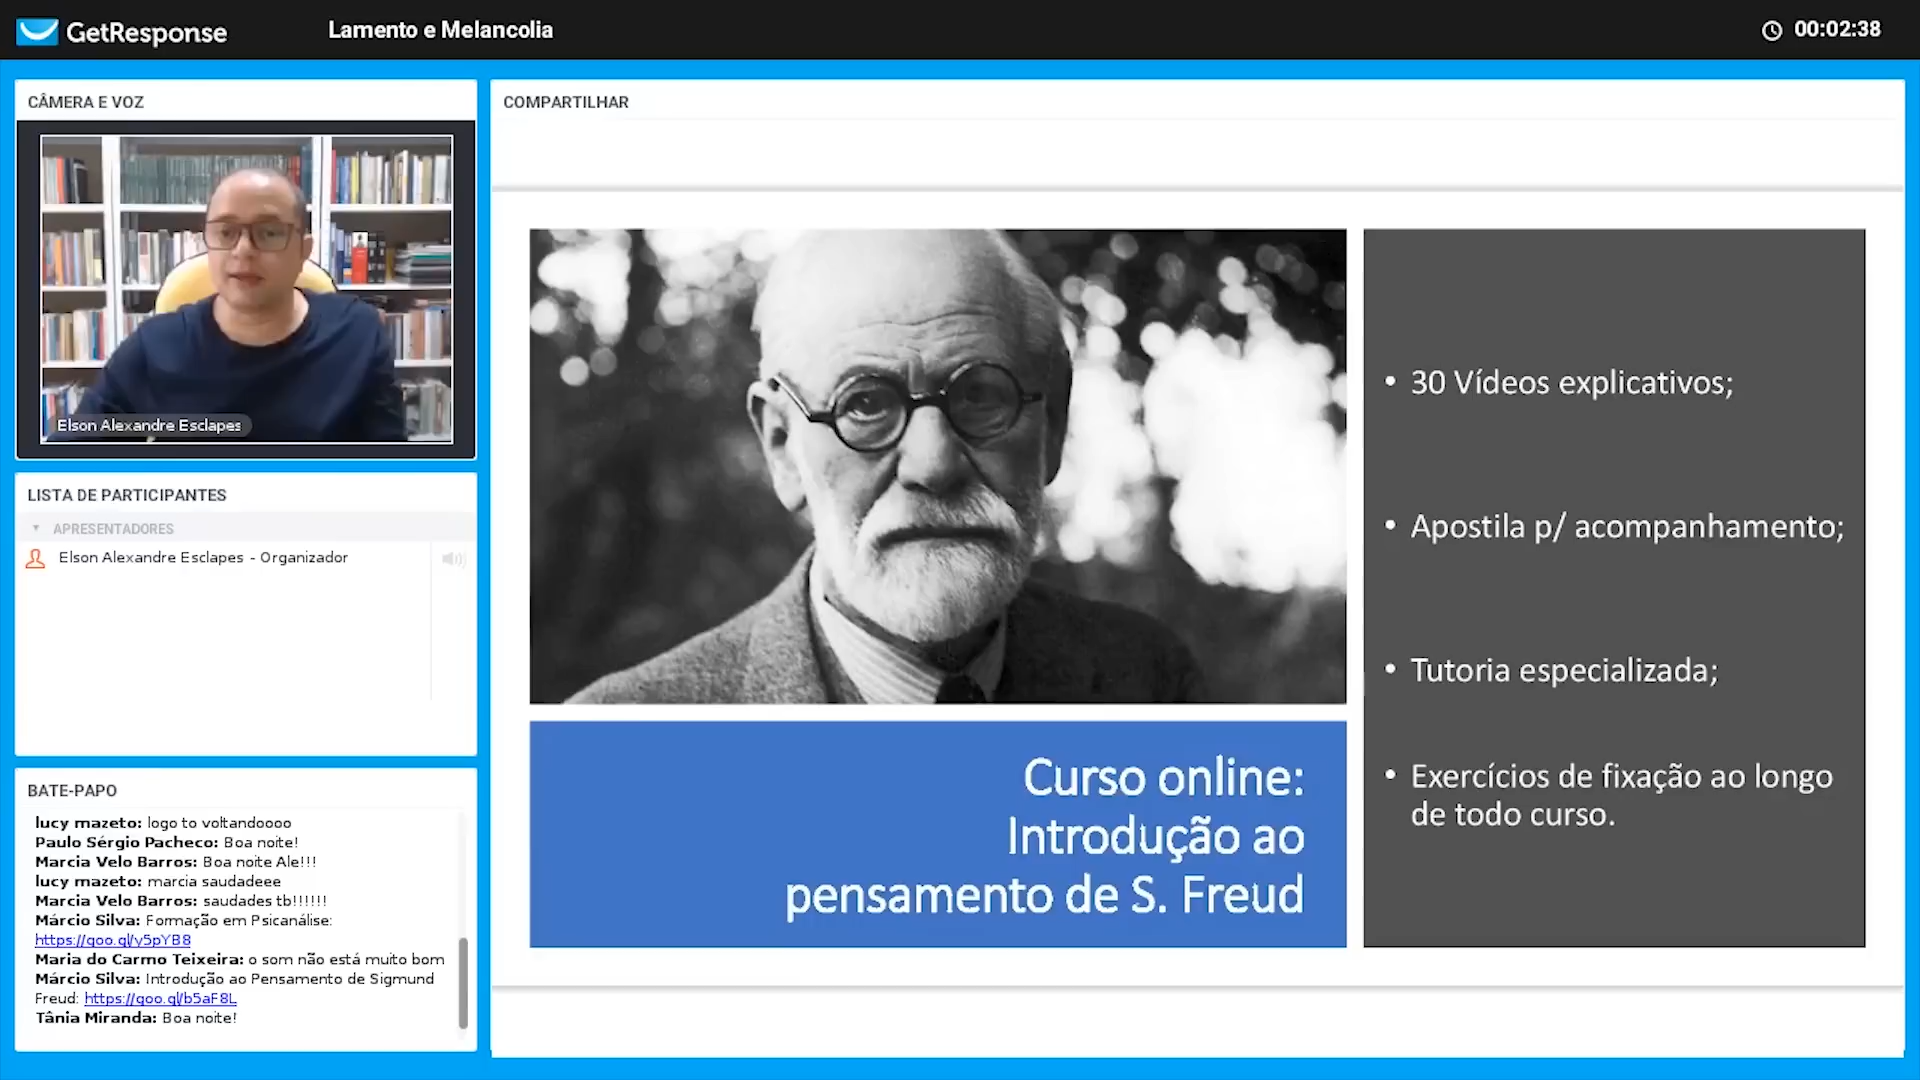 GetResponse
Lamento e Melancolia
00:02:38
CÂMERA E VOZ
Elson Alexandre Esclapes
LISTA DE PARTICIPANTES
APRESENTADORES
Elson Alexandre Esclapes - Organizador
BATE-PAPO
lucy mazeto: logo to voltandoooo
Paulo Sérgio Pacheco: Boa noite!
Marcia Velo Barros: Boa noite Ale!!!
lucy mazeto: marcia saudadeee
Marcia Velo Barros: saudades tb!!!!!!
Márcio Silva: Formação em Psicanálise:
https://goo.gl/y5pYB8
Maria do Carmo Teixeira: o som não está muito bom
Márcio Silva: Introdução ao Pensamento de Sigmund
Freud: https://goo.gl/b5aF8L
Tânia Miranda: Boa noite!
COMPARTILHAR
Curso online:
Introdução ao
pensamento de S. Freud
• 30 Vídeos explicativos;
• Apostila p/ acompanhamento;
• Tutoria especializada;
• Exercícios de fixação ao longo
de todo curso.